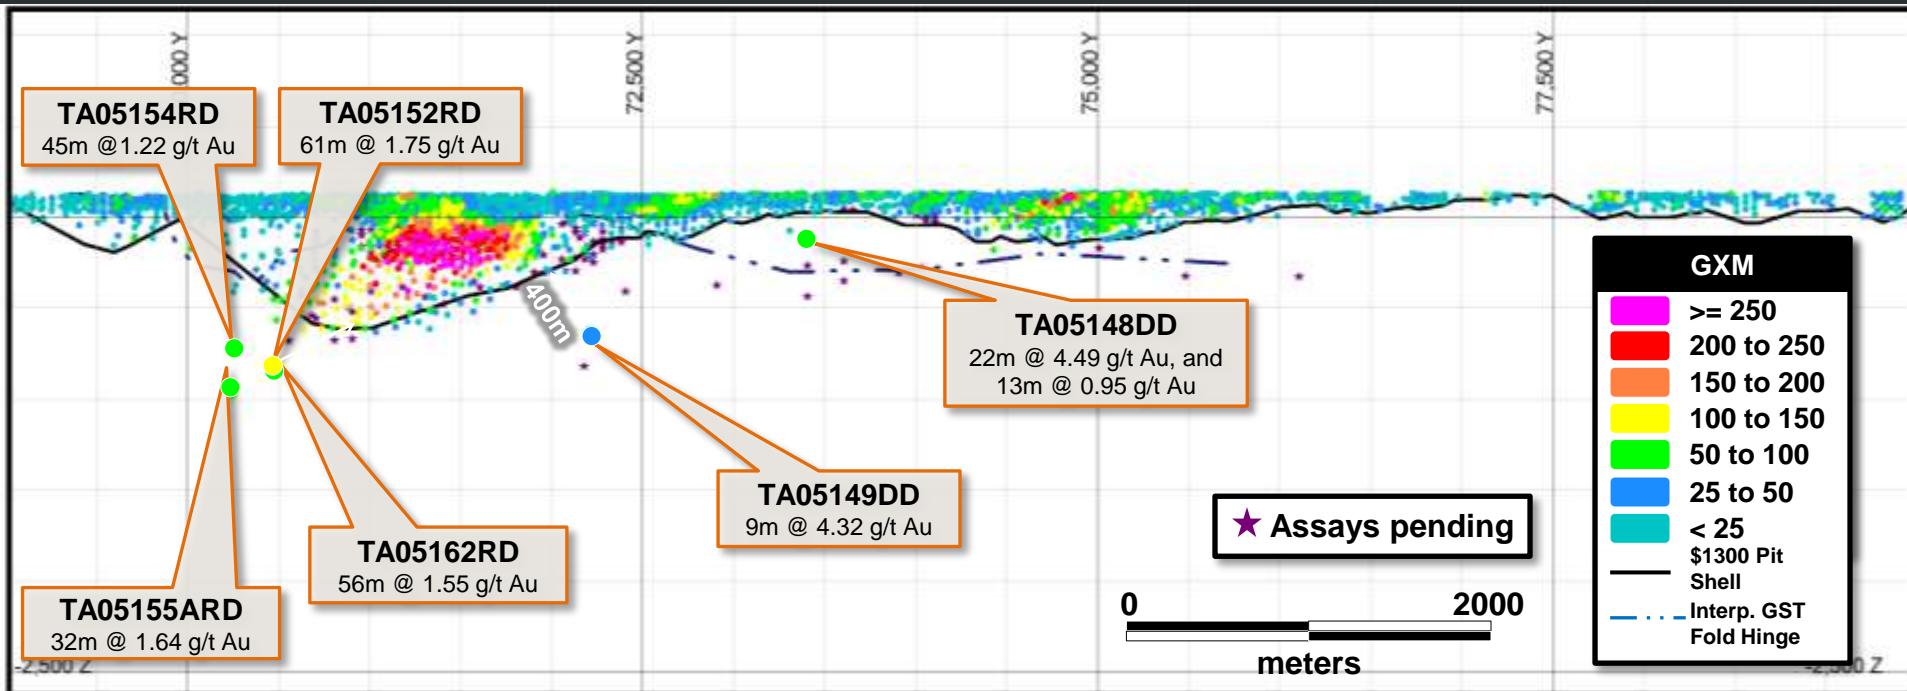 72,500 Y
75,000 Y
77,500 Y
TA05154RD
45m @1.22 g/t Au
TA05152RD
61m @ 1.75 g/t Au
400m
TA05148DD
22m @ 4.49 g/t Au, and
13m @ 0.95 g/t Au
TA05149DD
9m @ 4.32 g/t Au
TA05162RD
56m @ 1.55 g/t Au
TA05155ARD
32m @ 1.64 g/t Au
-2,500 Z
★ Assays pending
0 2000
meters
GXM
>= 250
200 to 250
150 to 200
100 to 150
50 to 100
25 to 50
< 25
$1300 Pit
Shell
Interp. GST
Fold Hinge